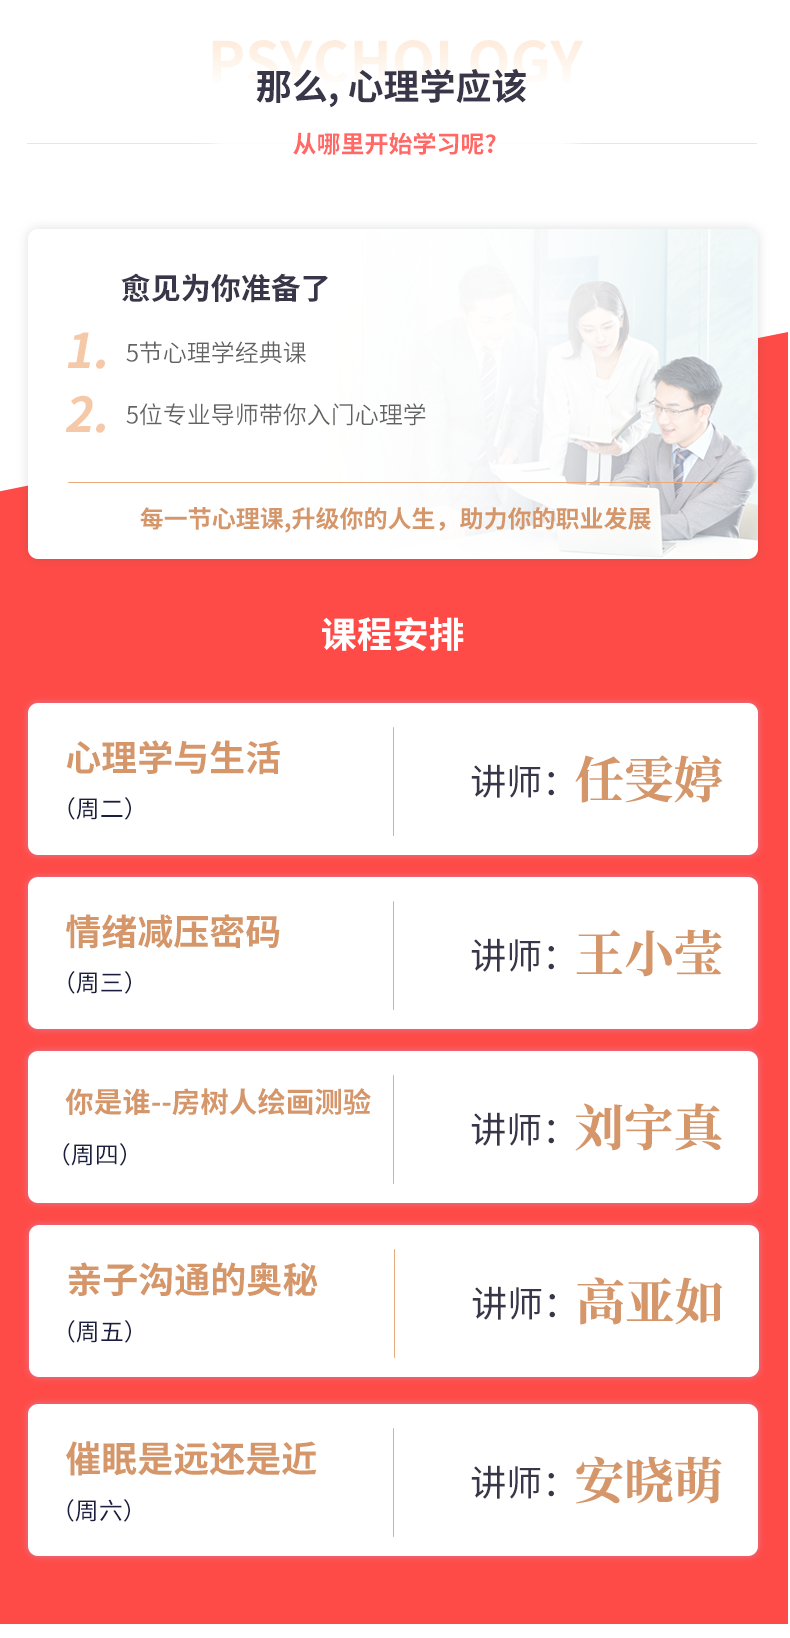 PSYCHOLOGY
那么, 心理学应该
从哪里开始学习呢?
愈见为你准备了
1. 5节心理学经典课
2. 5位专业导师带你入门心理学
每一节心理课,升级你的人生，助力你的职业发展
课程安排
心理学与生活
（周二）
讲师：任雯婷
情绪减压密码
（周三）
讲师：王小莹
你是谁--房树人绘画测验
（周四）
讲师：刘宇真
亲子沟通的奥秘
（周五）
讲师：高亚如
催眠是远还是近
（周六）
讲师：安晓萌